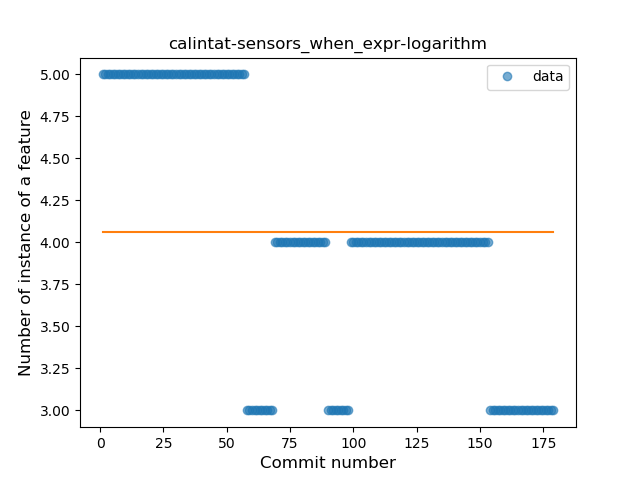 calintat-sensors_when_expr-logarithm
data
Number of instance of a feature
5.00
4.75
4.50
4.25
4.00
3.75
3.50
3.25
3.00
0 25 50 75 100 125 150 175
Commit number